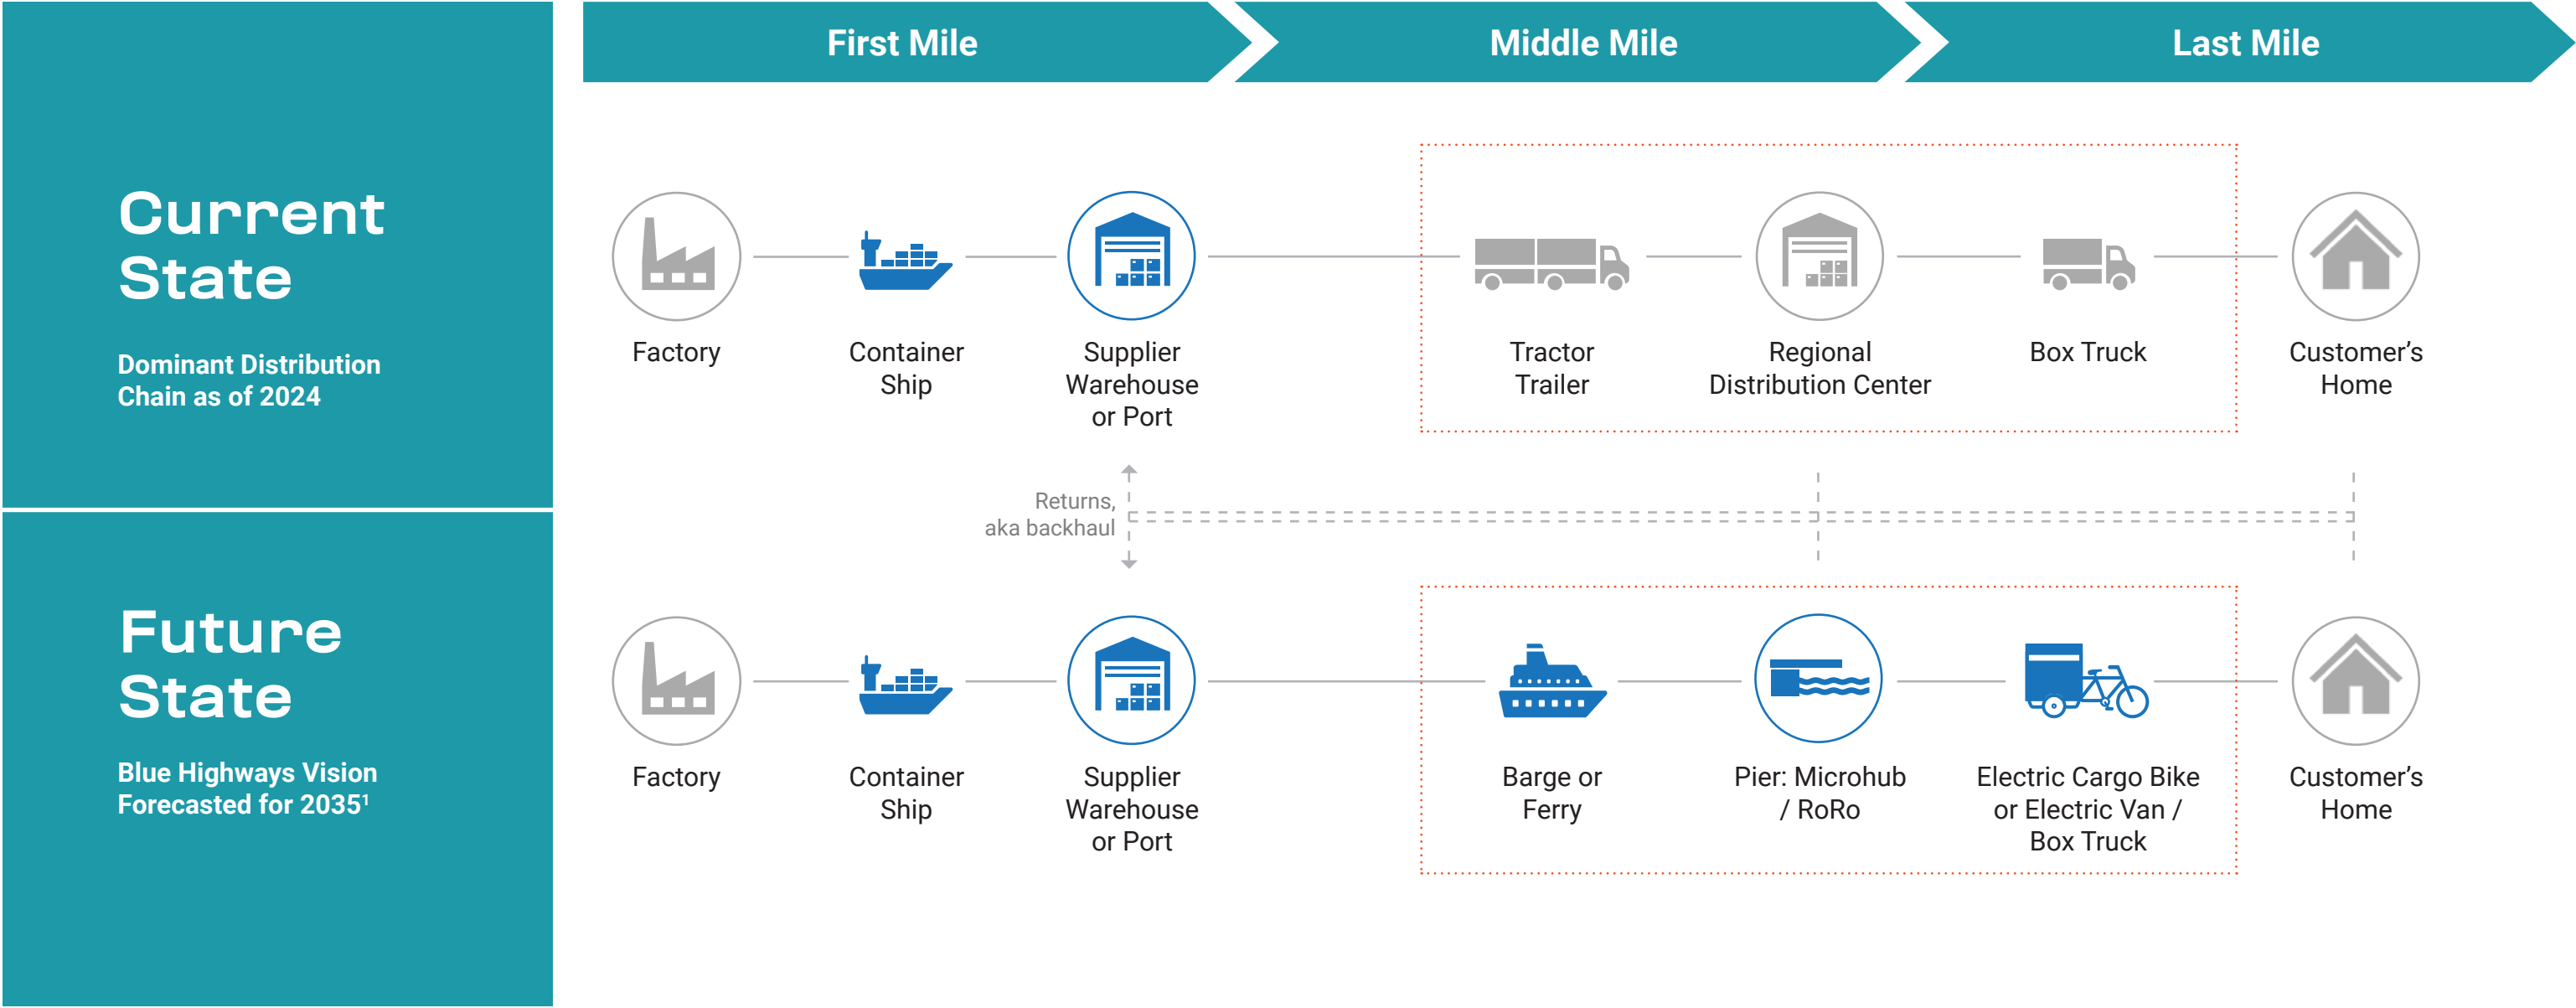 First Mile
Middle Mile
Last Mile
Current
State
Dominant Distribution
Chain as of 2024
Factory
Container
Ship
Supplier
Warehouse
or Port
Tractor
Trailer
Regional
Distribution Center
Box Truck
Customer’s
Home
Returns,
aka backhaul
Future
State
Blue Highways Vision
Forecasted for 2035¹
Factory
Container
Ship
Supplier
Warehouse
or Port
Barge or
Ferry
Pier: Microhub
/ RoRo
Electric Cargo Bike
or Electric Van /
Box Truck
Customer’s
Home